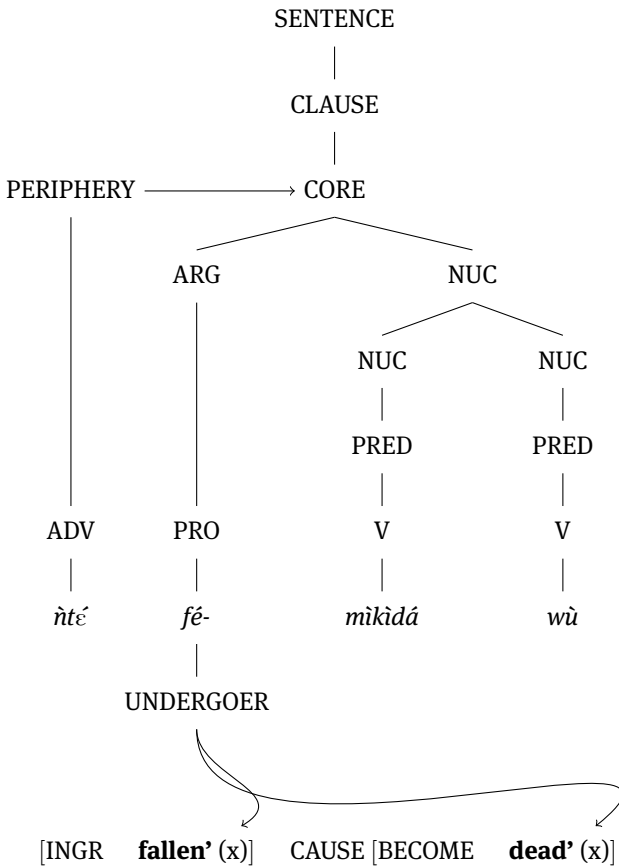 SENTENCE
CLAUSE
PERIPHERY CORE
ARG NUC
NUC NUC
PRED PRED
ADV PRO V V
ǹtɛ́ fé- mìkìdá wù
UNDERGOER
[INGR fallen’ (x)] CAUSE [BECOME dead’ (x)]